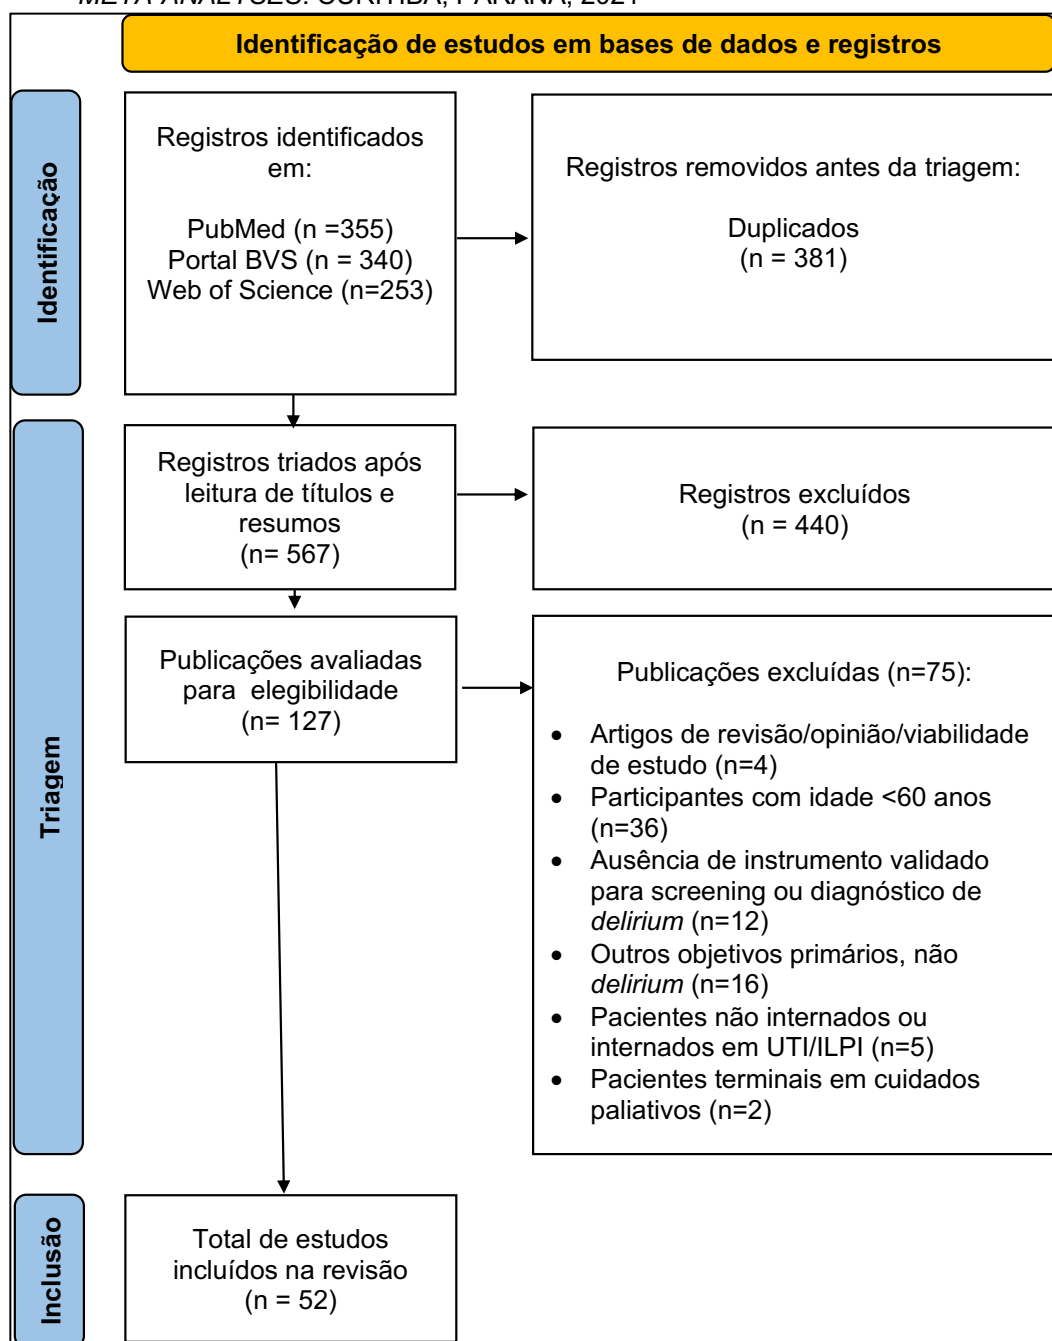 META-ANALYSES. CURITIBA, PARANÁ, 2021
Identificação de estudos em bases de dados e registros
Identificação
Registros identificados
em:
PubMed (n =355)
Portal BVS (n = 340)
Web of Science (n=253)
Registros removidos antes da triagem:
Duplicados
(n = 381)
Triagem
Registros triados após
leitura de títulos e
resumos
(n= 567)
Registros excluídos
(n = 440)
Publicações avaliadas
para elegibilidade
(n= 127)
Publicações excluídas (n=75):
• Artigos de revisão/opinião/viabilidade
de estudo (n=4)
• Participantes com idade <60 anos
(n=36)
• Ausência de instrumento validado
para screening ou diagnóstico de
delirium (n=12)
• Outros objetivos primários, não
delirium (n=16)
• Pacientes não internados ou
internados em UTI/ILPI (n=5)
• Pacientes terminais em cuidados
paliativos (n=2)
Inclusão
Total de estudos
incluídos na revisão
(n = 52)